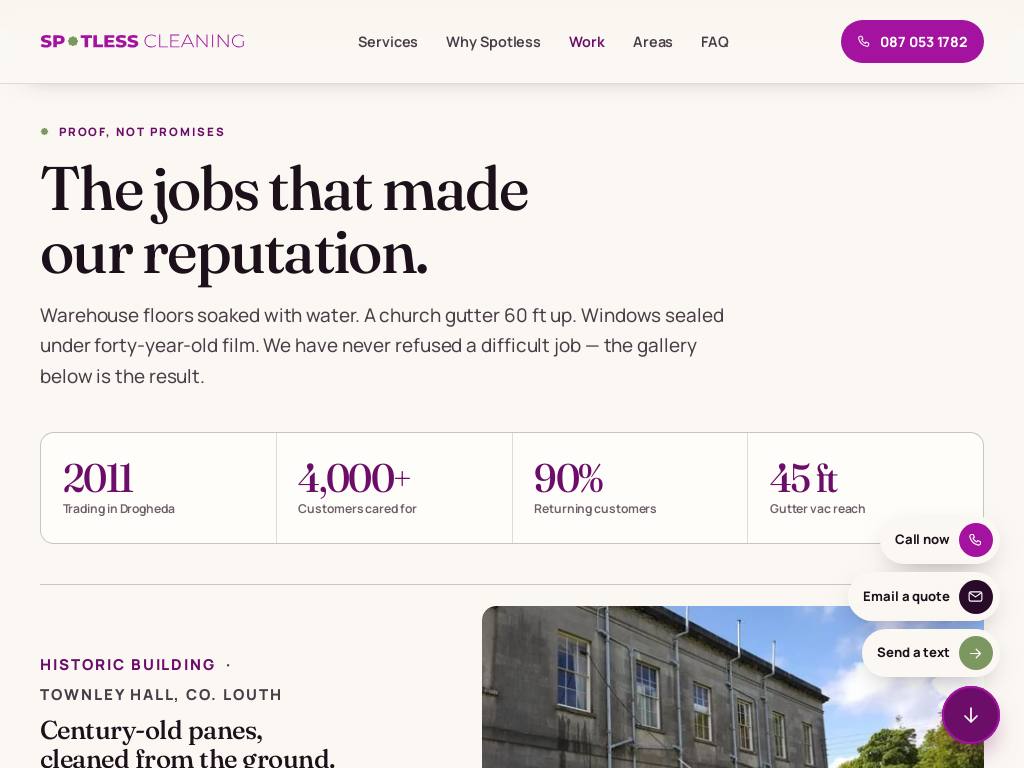 SPOTLESS CLEANING
Services
Why Spotless
Work
Areas
FAQ
087 053 1782
PROOF, NOT PROMISES
The jobs that made
our reputation.
Warehouse floors soaked with water. A church gutter 60 ft up. Windows sealed
under forty-year-old film. We have never refused a difficult job — the gallery
below is the result.
2011
Trading in Drogheda
4,000+
Customers cared for
90%
Returning customers
45 ft
Gutter vac reach
Call now
Email a quote
Send a text
HISTORIC BUILDING ·
TOWNLEY HALL, CO. LOUTH
Century-old panes,
cleaned from the ground.